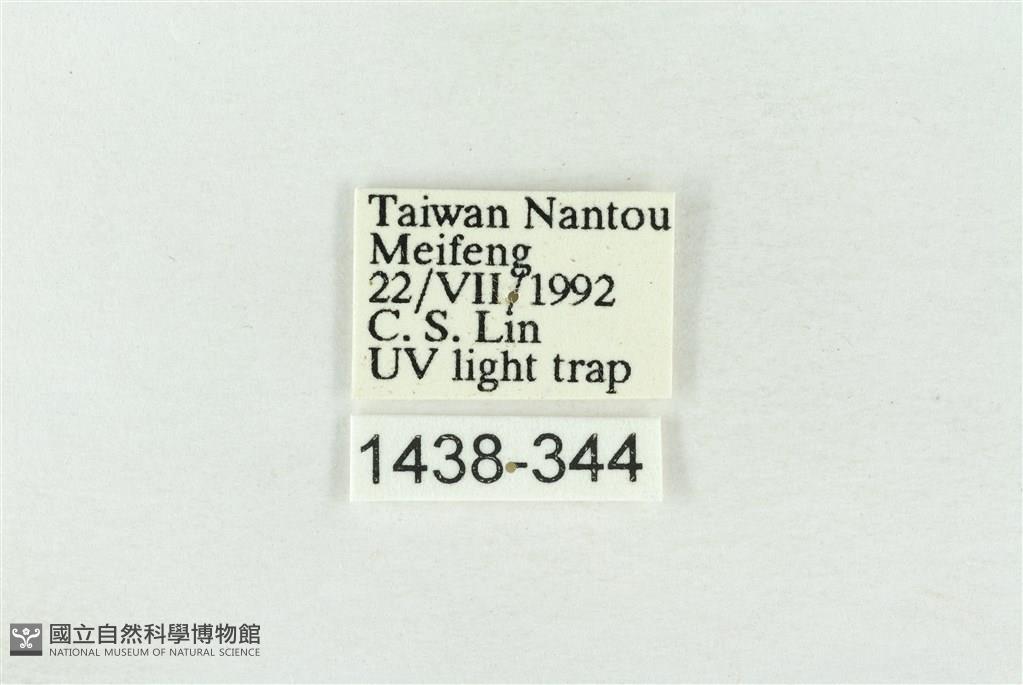 Taiwan Nantou
Meifeng
22/VII/1992
C. S. Lin
UV light trap
1438-344
國立自然科學博物館
NATIONAL MUSEUM OF NATURAL SCIENCE